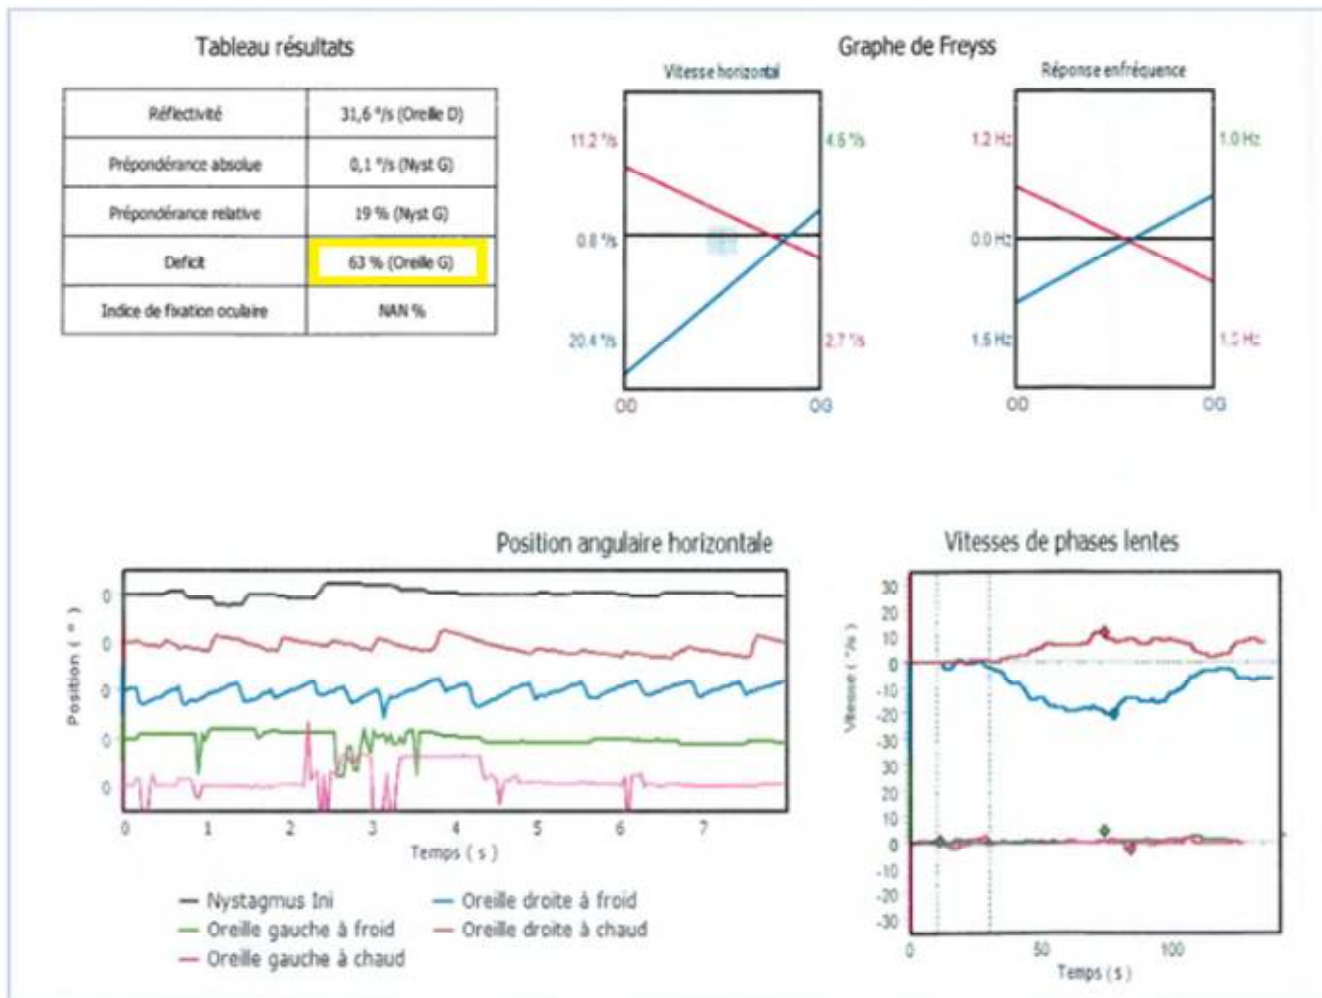 Tableau résultats
Réflectivité 31,6 °/s (Oreille D)
Prépondérance absolue 0,1 °/s (Nyst G)
Prépondérance relative 19 % (Nyst G)
Deficit 63 % (Oreille G)
Indice de fixation oculaire NAN %
Graphe de Freyss
Vitesse horizontal
11.2 °/s 4.6 °/s
0.8 °/s
20.4 °/s 2.7 °/s
OD OG
Réponse enfréquence
1.2 Hz 1.0 Hz
0.0 Hz
1.5 Hz
OD OG
Position angulaire horizontale
Position ( ° )
0
0
0
0
0
0 1 2 3 4 5 6 7
Temps ( s )
Nystagmus Ini
Oreille droite à froid
Oreille gauche à froid
Oreille droite à chaud
Oreille gauche à chaud
Vitesses de phases lentes
Vitesse ( °/s )
30
20
10
0
-10
-20
-30
30
20
10
0
-10
-20
-30
0 50 100
Temps ( s )